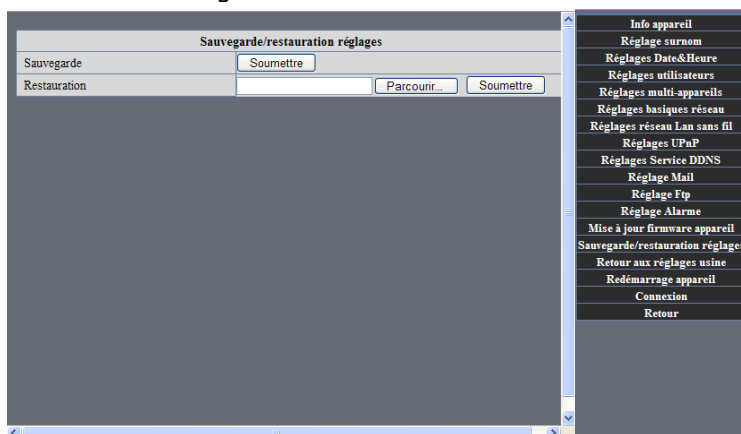 Sauvegarde/restauration réglages
Sauvegarde Soumettre
Restauration Parcourir... Soumettre
Info appareil
Réglage surnom
Réglages Date&Heure
Réglages utilisateurs
Réglages multi-appareils
Réglages basiques réseau
Réglages réseau Lan sans fil
Réglages UPnP
Réglages Service DDNS
Réglage Mail
Réglage Ftp
Réglage Alarme
Mise à jour firmware appareil
Sauvegarde/restauration réglages
Retour aux réglages usine
Redémarrage appareil
Connexion
Retour